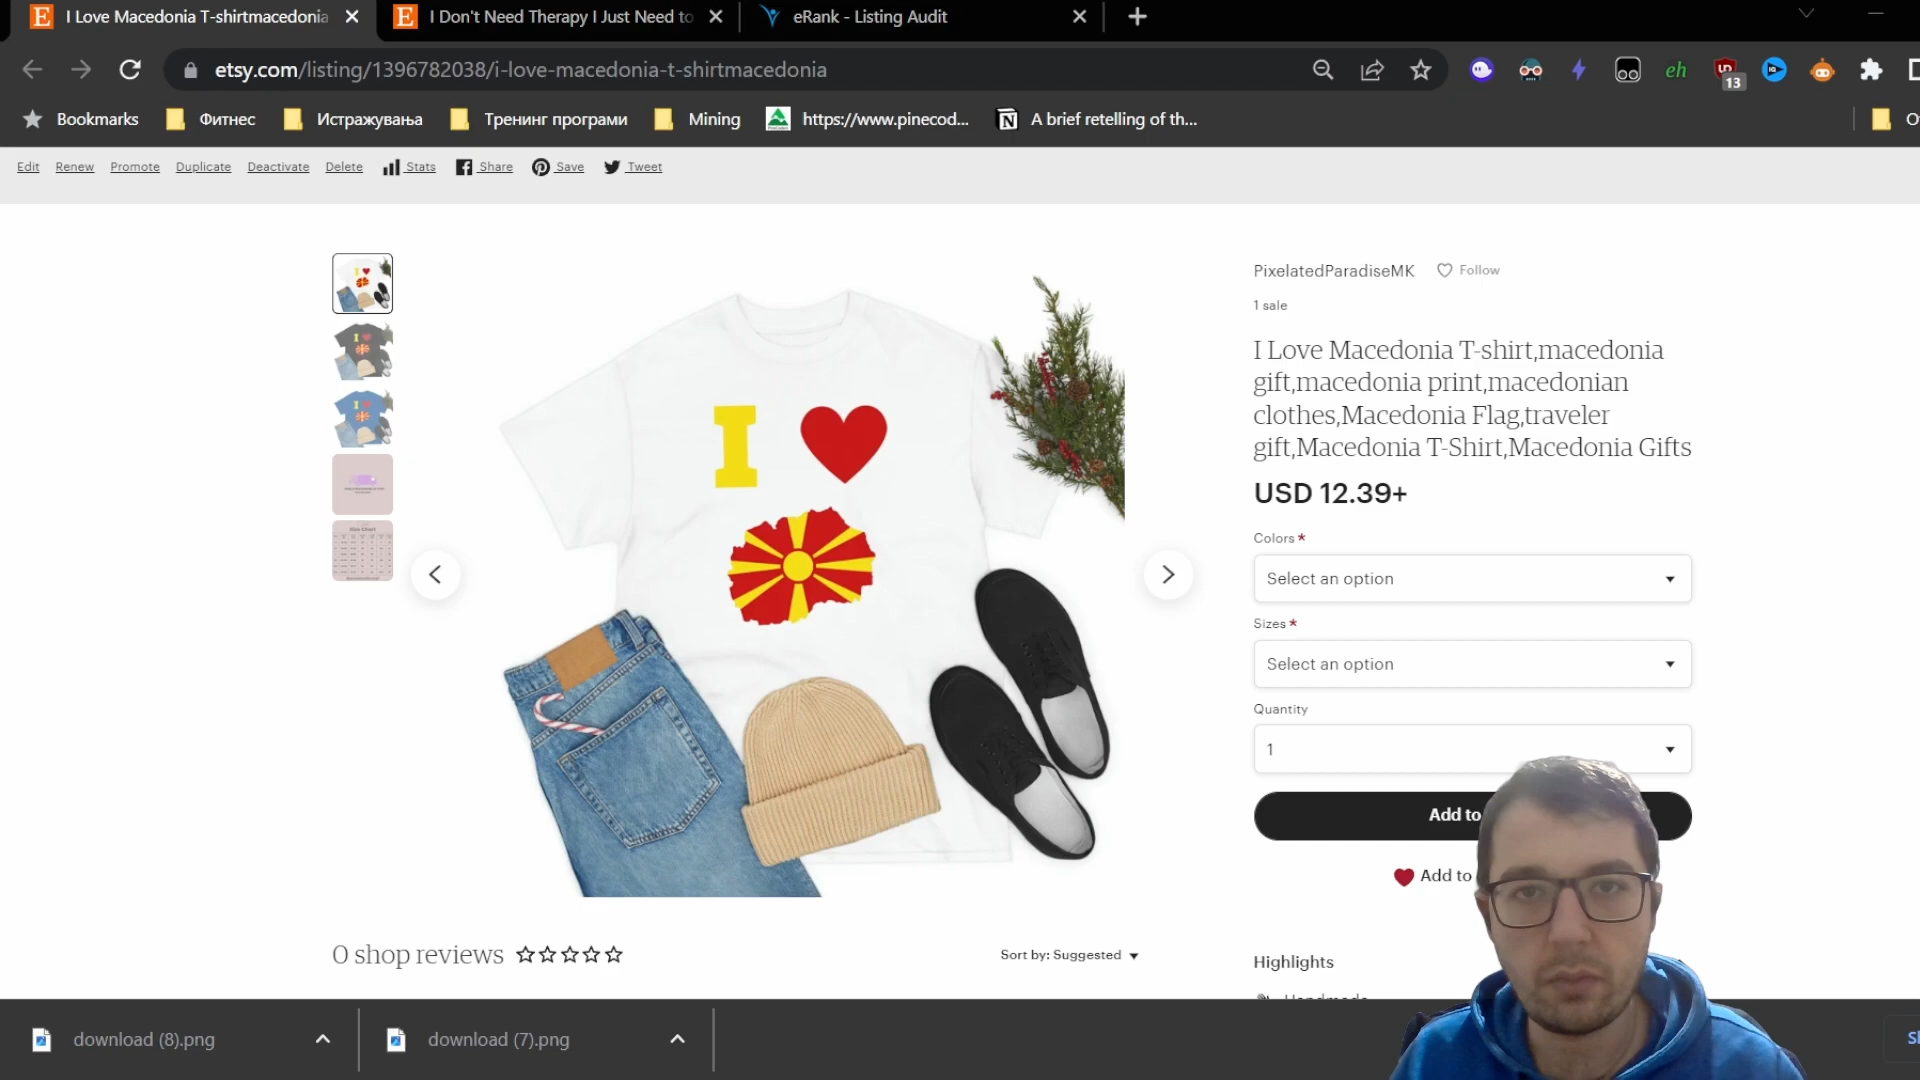 I Love Macedonia T-shirtmacedonia
I Don't Need Therapy I Just Need to
eRank - Listing Audit
etsy.com/listing/1396782038/i-love-macedonia-t-shirtmacedonia
eh
13
Bookmarks
Фитнес
Истражувања
Тренинг програми
Mining
https://www.pinecod...
A brief retelling of th...
Edit
Renew
Promote
Duplicate
Deactivate
Delete
Stats
Share
Save
Tweet
PixelatedParadiseMK
Follow
1 sale
I Love Macedonia T-shirt,macedonia
gift,macedonia print,macedonian
clothes,Macedonia Flag,traveler
gift,Macedonia T-Shirt,Macedonia Gifts
USD 12.39+
Colors *
Select an option
Sizes *
Select an option
Quantity
1
Add to
Add to
I
0 shop reviews
Sort by: Suggested
Highlights
Handmade
download (8).png
download (7).png